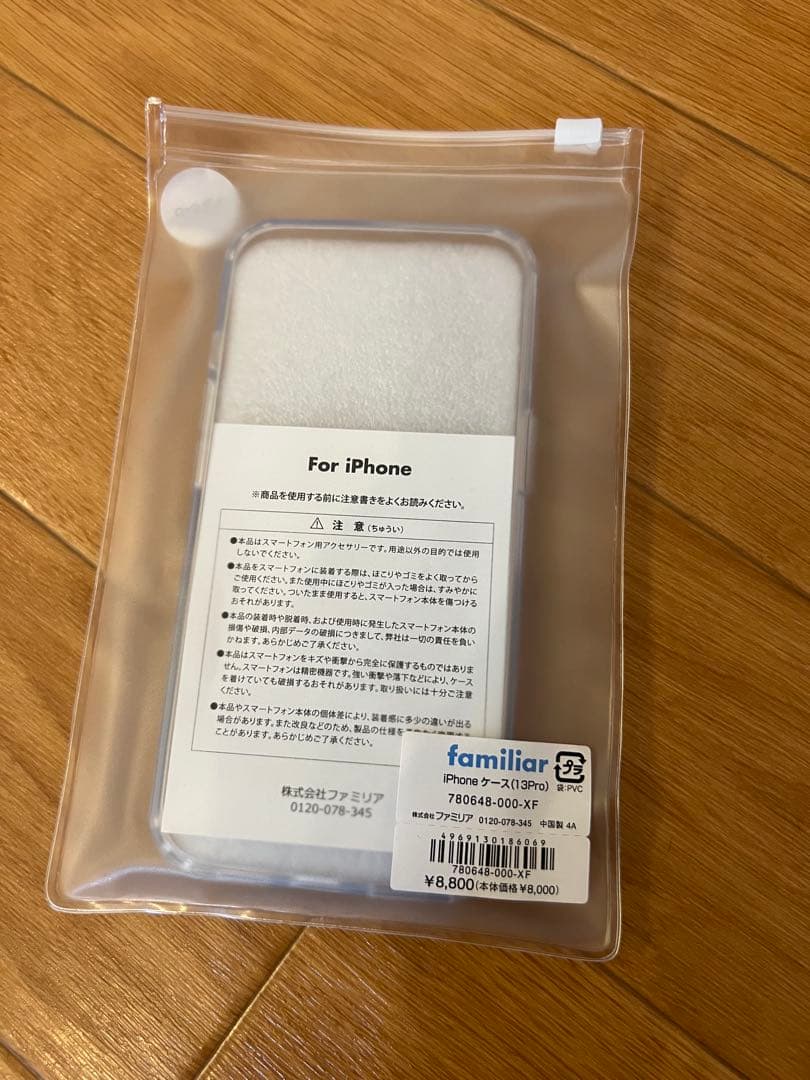 For iPhone
※商品を使用する前に注意書きをよくお読みください。
⚠ 注 意 (ちゅうい)
●本品はスマートフォン用アクセサリーです。用途以外の目的では使用
しないでください。
●本品をスマートフォンに装着する際は、ほこりやゴミをよく取ってから
ご使用ください。また使用中にほこりやゴミが入った場合は、すみやかに
取ってください。ついたまま使用すると、スマートフォン本体を傷つける
おそれがあります。
●本品の装着時や脱着時、および使用時に発生したスマートフォン本体の
損傷や破損、内部データの破損につきまして、弊社は一切の責任を負い
かねます。あらかじめご了承ください。
●本品はスマートフォンをキズや衝撃から完全に保護するものではありま
せん。スマートフォンは精密機器です。強い衝撃や落下などにより、ケース
を着けていても破損するおそれがあります。取り扱いには十分ご注意
ください。
●本品やスマートフォン本体の個体差により、装着感に多少の違いが出る
場合があります。また改良などのため、製品の仕様を
ことがあります。あらかじめご了承ください。
株式会社ファミリア
0120-078-345
familiar
プラ
袋:PVC
iPhone ケース(13Pro)
780648-000-XF
株式会社ファミリア 0120-078-345 中国製 4A
4969130186069
780648-000-XF
¥8,800(本体価格 ¥8,000)